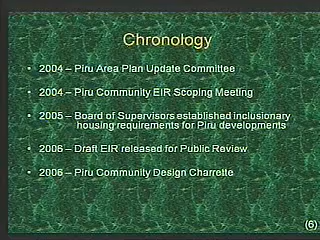 Chronology
• 2004 – Piru Area Plan Update Committee
• 2004 – Piru Community EIR Scoping Meeting
• 2005 – Board of Supervisors established inclusionary
housing requirements for Piru developments
• 2006 – Draft EIR released for Public Review
• 2006 – Piru Community Design Charrette
(6)